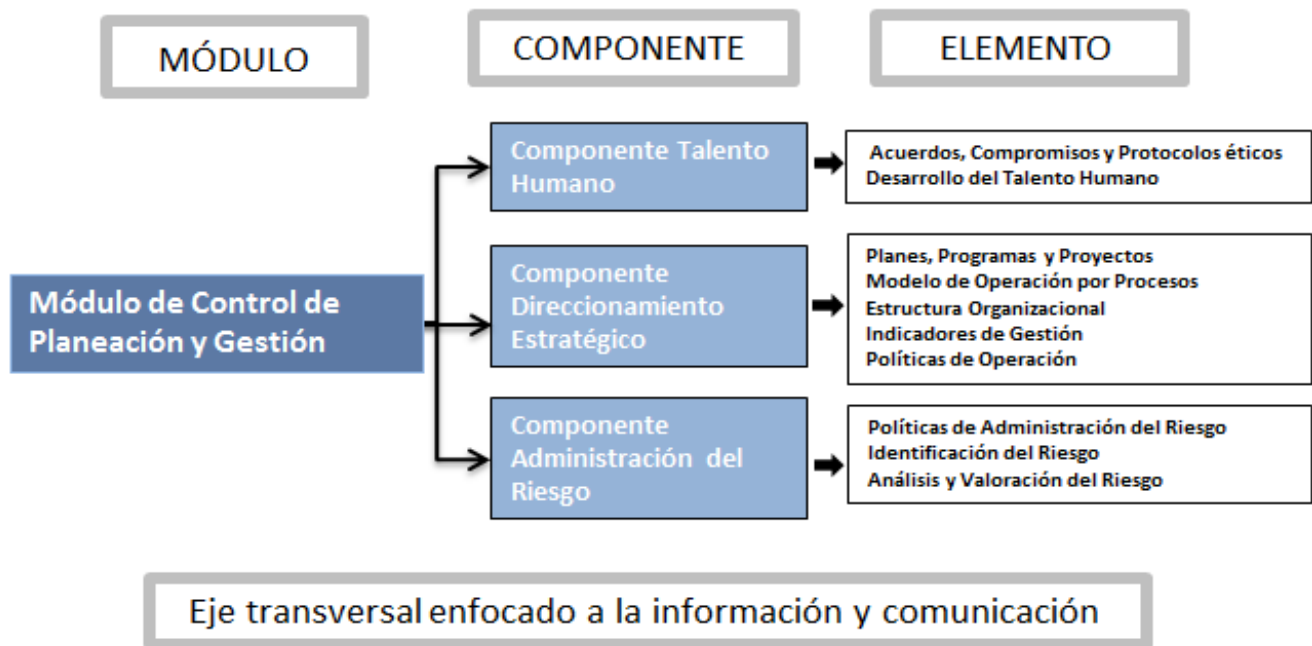 MÓDULO
COMPONENTE
ELEMENTO
Módulo de Control de
Planeación y Gestión
Componente Talento
Humano
Acuerdos, Compromisos y Protocolos éticos
Desarrollo del Talento Humano
Componente
Direccionamiento
Estratégico
Planes, Programas y Proyectos
Modelo de Operación por Procesos
Estructura Organizacional
Indicadores de Gestión
Políticas de Operación
Componente
Administración del
Riesgo
Políticas de Administración del Riesgo
Identificación del Riesgo
Análisis y Valoración del Riesgo
Eje transversal enfocado a la información y comunicación